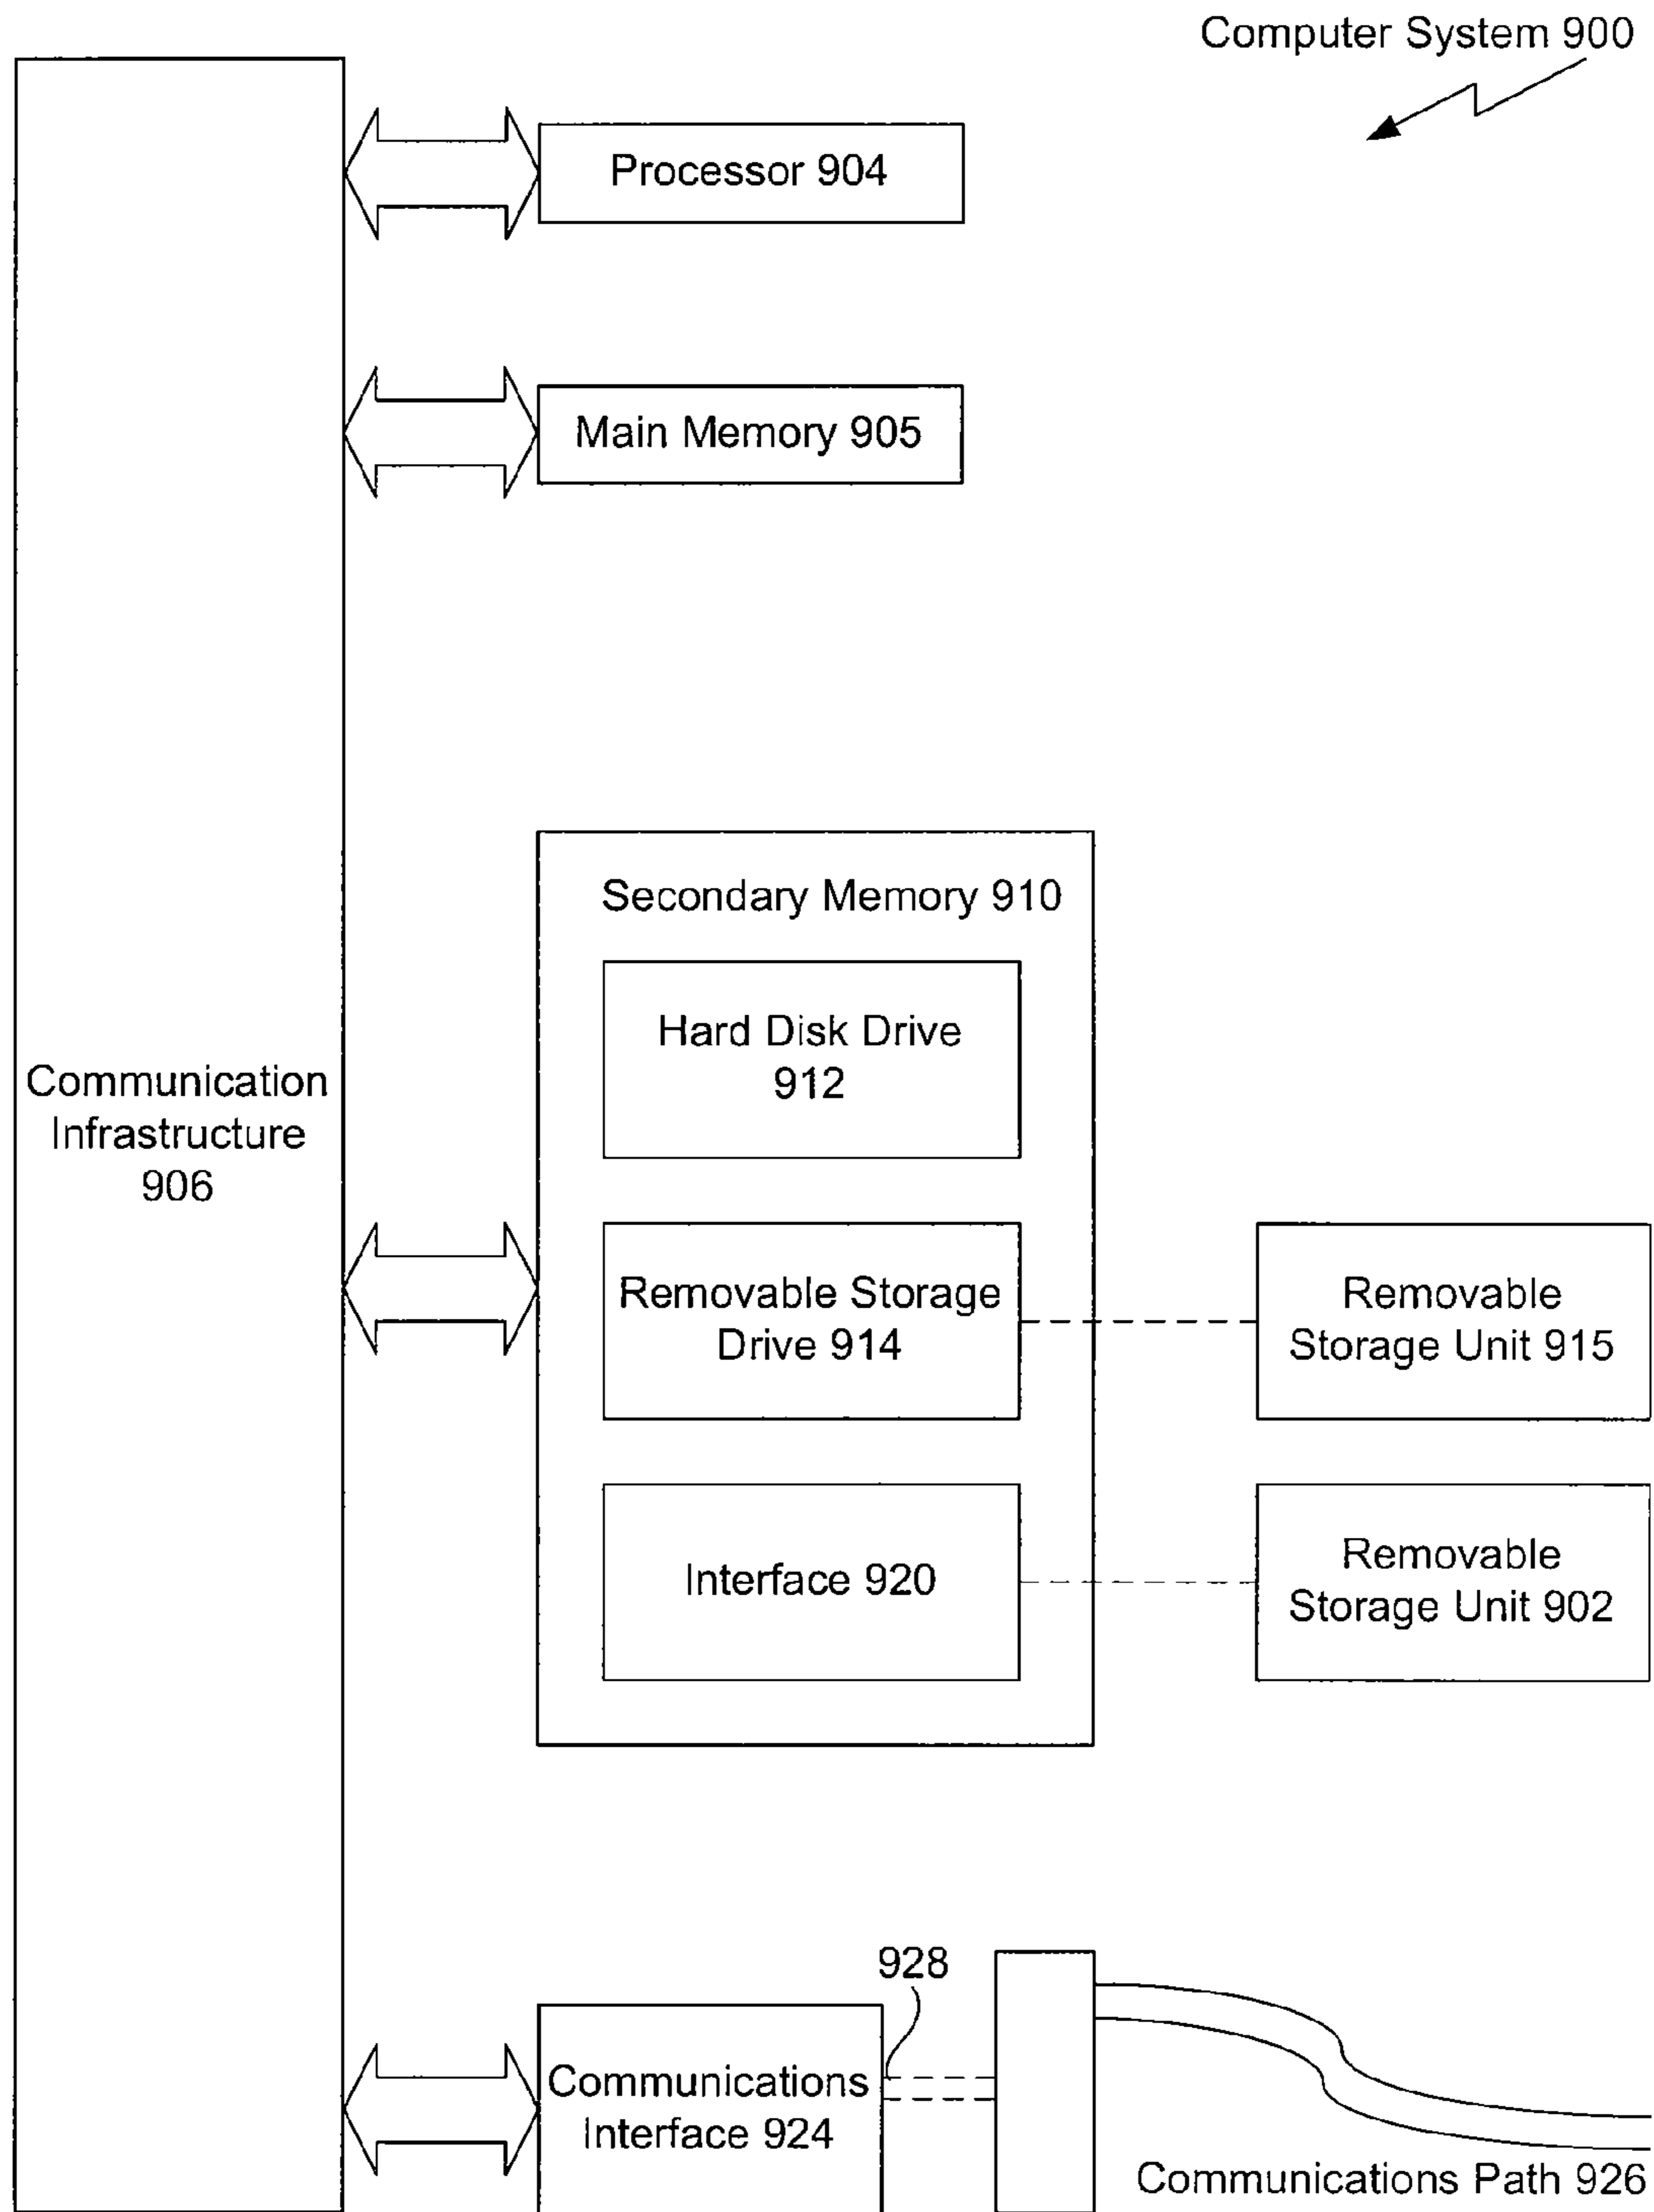 Computer System 900
Processor 904
Main Memory 905
Secondary Memory 910
Hard Disk Drive
912
Communication
Infrastructure
906
Removable Storage
Drive 914
Removable
Storage Unit 915
Interface 920
Removable
Storage Unit 902
928
Communications
Interface 924
Communications Path 926